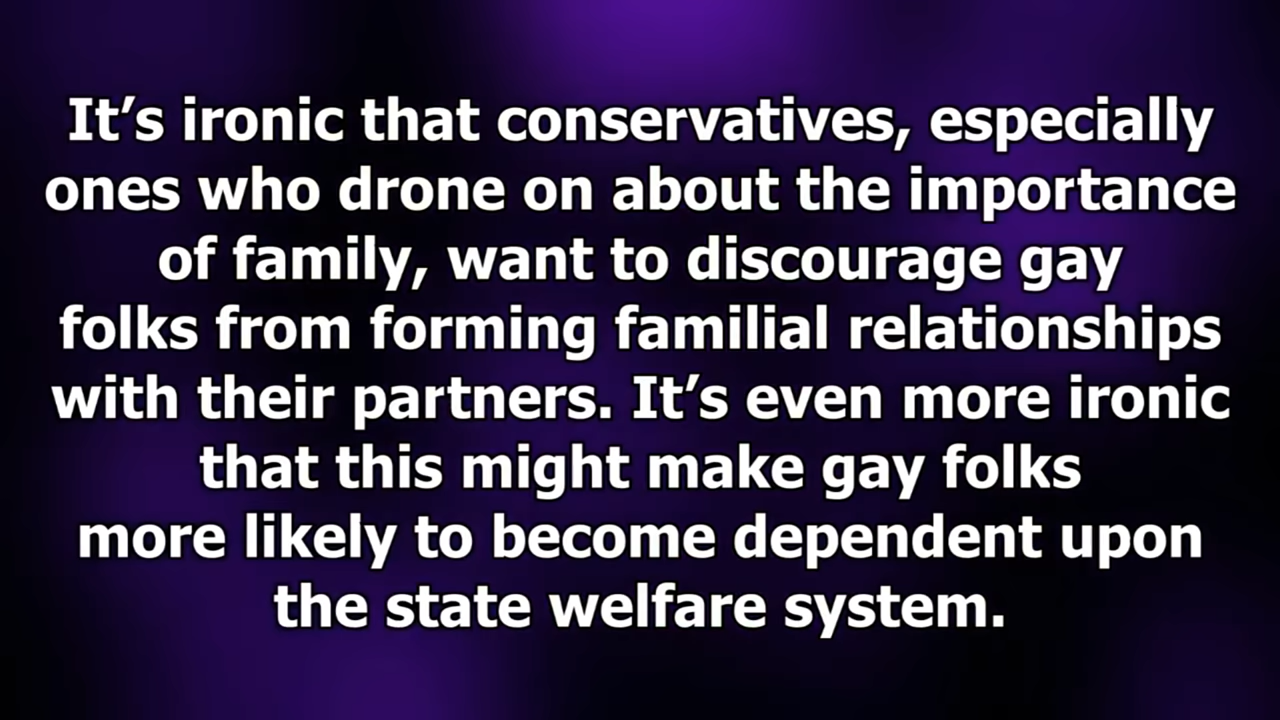 It’s ironic that conservatives, especially
ones who drone on about the importance
of family, want to discourage gay
folks from forming familial relationships
with their partners. It’s even more ironic
that this might make gay folks
more likely to become dependent upon
the state welfare system.